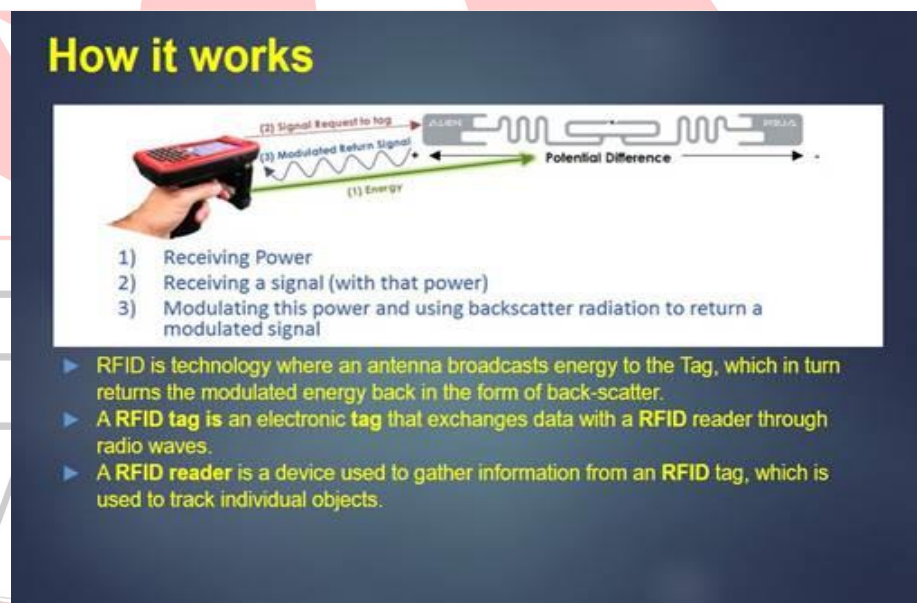 How it works
(2) Signal Request to tag
ALIEN
(3) Modulated Return Signal
+
Potential Difference
-
(1) Energy
1) Receiving Power
2) Receiving a signal (with that power)
3) Modulating this power and using backscatter radiation to return a
modulated signal
RFID is technology where an antenna broadcasts energy to the Tag, which in turn
returns the modulated energy back in the form of back-scatter.
A RFID tag is an electronic tag that exchanges data with a RFID reader through
radio waves.
A RFID reader is a device used to gather information from an RFID tag, which is
used to track individual objects.